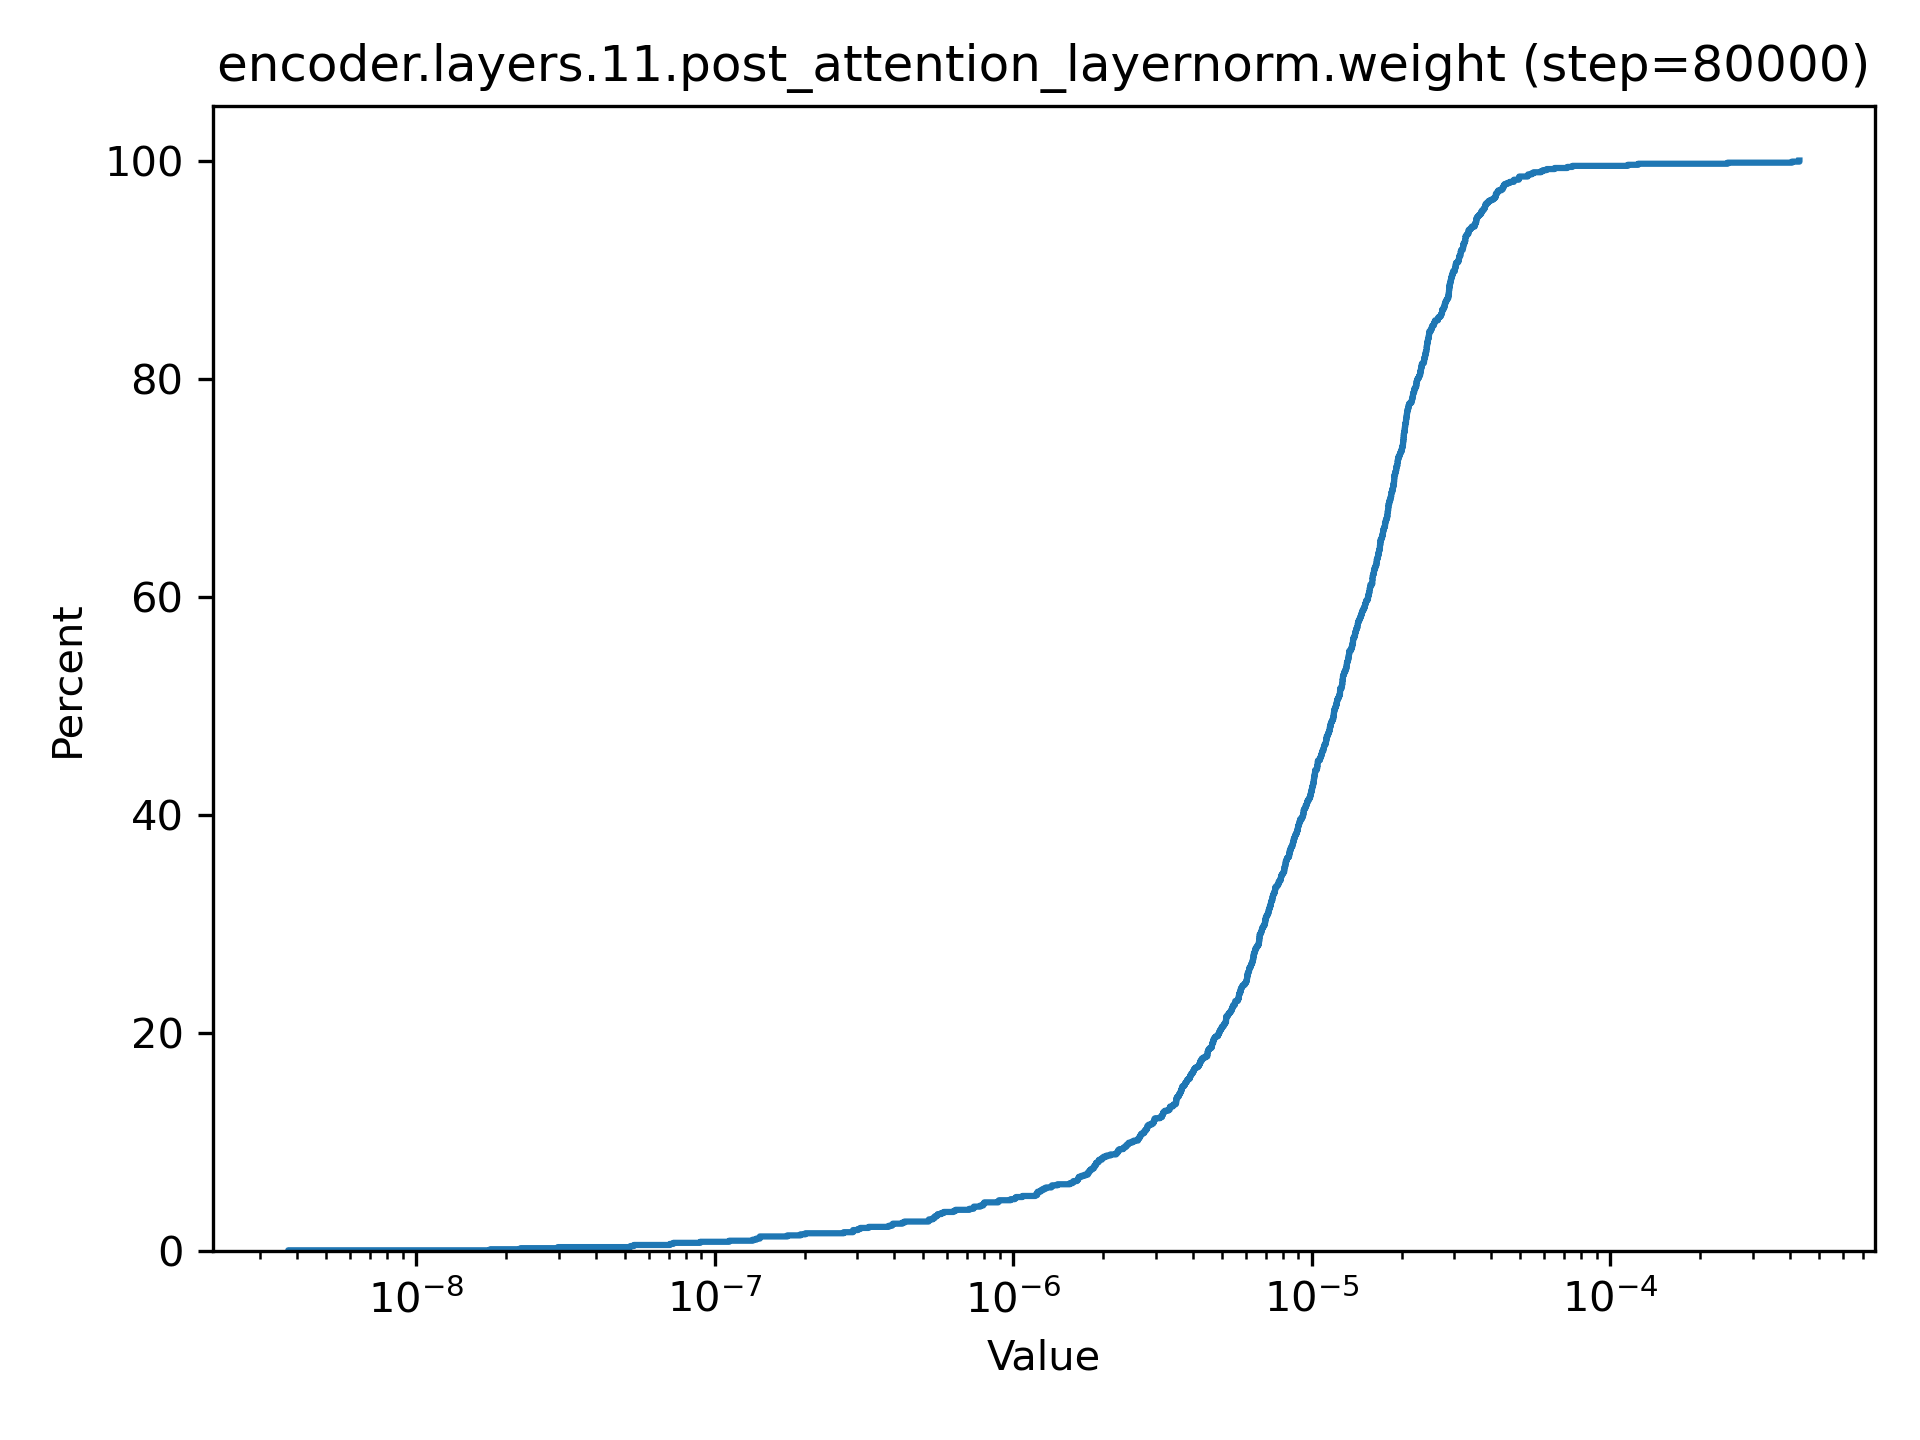 encoder.layers.11.post_attention_layernorm.weight (step=80000)
100
80
60
40
20
0
Percent
10⁻⁸ 10⁻⁷ 10⁻⁶ 10⁻⁵ 10⁻⁴
Value